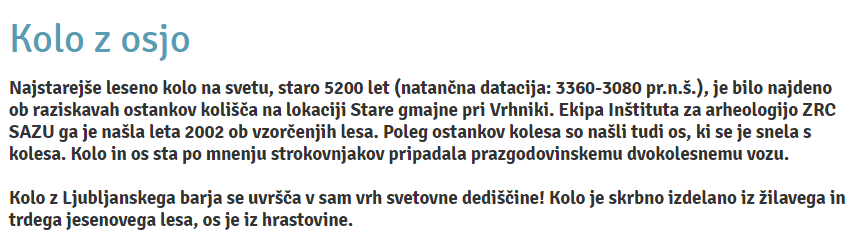 Kolo z osjo
Najstarejše leseno kolo na svetu, staro 5200 let (natančna datacija: 3360-3080 pr.n.š.), je bilo najdeno
ob raziskavah ostankov kolišča na lokaciji Stare gmajne pri Vrhniki. Ekipa Inštituta za arheologijo ZRC
SAZU ga je našla leta 2002 ob vzorčenjih lesa. Poleg ostankov kolesa so našli tudi os, ki se je snela s
kolesa. Kolo in os sta po mnenju strokovnjakov pripadala prazgodovinskemu dvokolesnemu vozu.
Kolo z Ljubljanskega barja se uvršča v sam vrh svetovne dediščine! Kolo je skrbno izdelano iz žilavega in
trdega jesenovega lesa, os je iz hrastovine.